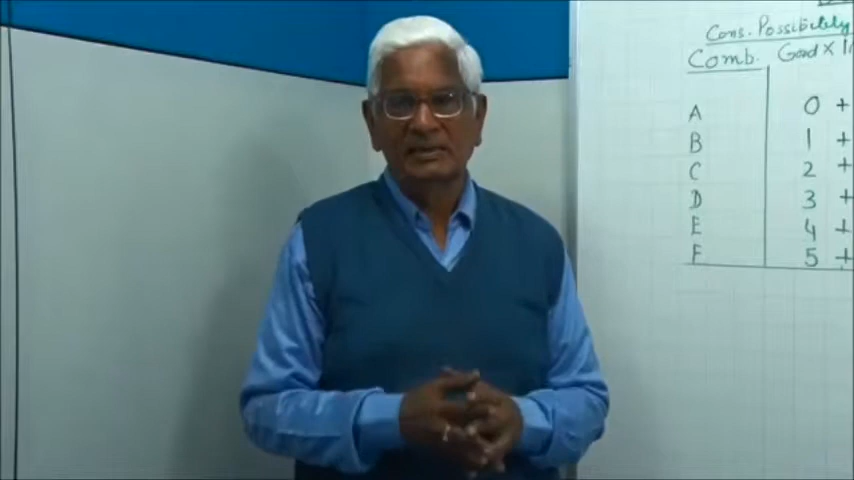 Cons. Possibility
Comb. Good X
A 0 +
B 1 +
C 2 +
D 3 +
E 4 +
F 5 +